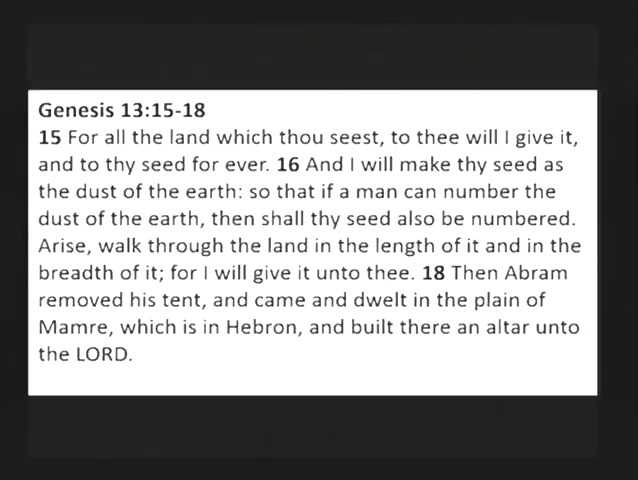 Genesis 13:15-18
15 For all the land which thou seest, to thee will I give it,
and to thy seed for ever. 16 And I will make thy seed as
the dust of the earth: so that if a man can number the
dust of the earth, then shall thy seed also be numbered.
Arise, walk through the land in the length of it and in the
breadth of it; for I will give it unto thee. 18 Then Abram
removed his tent, and came and dwelt in the plain of
Mamre, which is in Hebron, and built there an altar unto
the LORD.